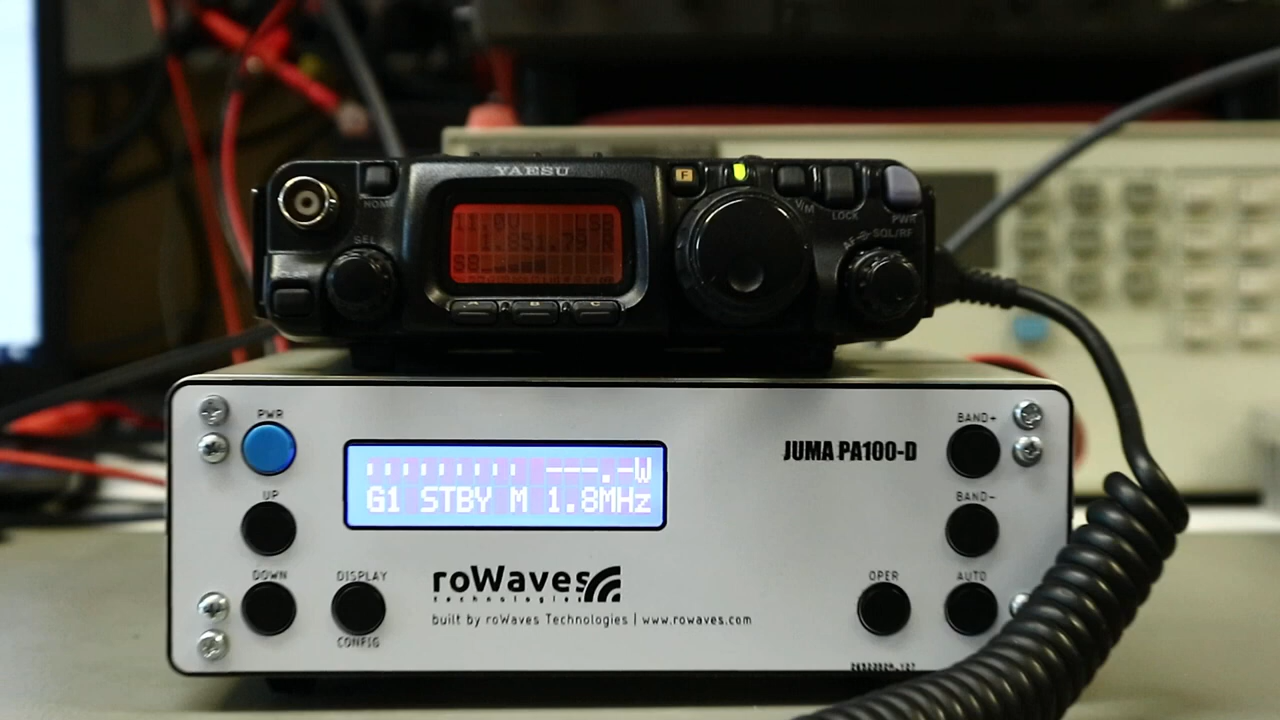 YAESU
F
HOME
V/M
LOCK
PWR
SEL
AF
SQL/RF
A B C
PWR
JUMA PA100-D
BAND+
---.-W
G1 STBY M 1.8MHz
UP
BAND-
DOWN
DISPLAY
CONFIG
roWaves
technologies
OPER
AUTO
built by roWaves Technologies | www.rowaves.com